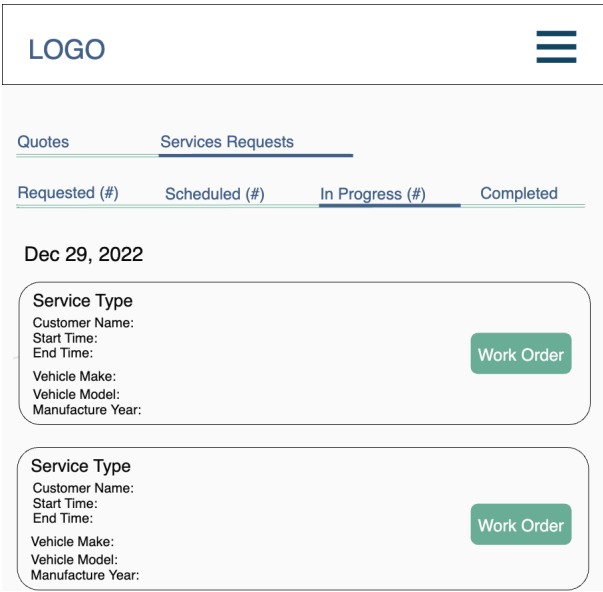 LOGO
Quotes Services Requests
Requested (#) Scheduled (#) In Progress (#) Completed
Dec 29, 2022
Service Type
Customer Name:
Start Time:
End Time:
Work Order
Vehicle Make:
Vehicle Model:
Manufacture Year:
Service Type
Customer Name:
Start Time:
End Time:
Work Order
Vehicle Make:
Vehicle Model:
Manufacture Year: